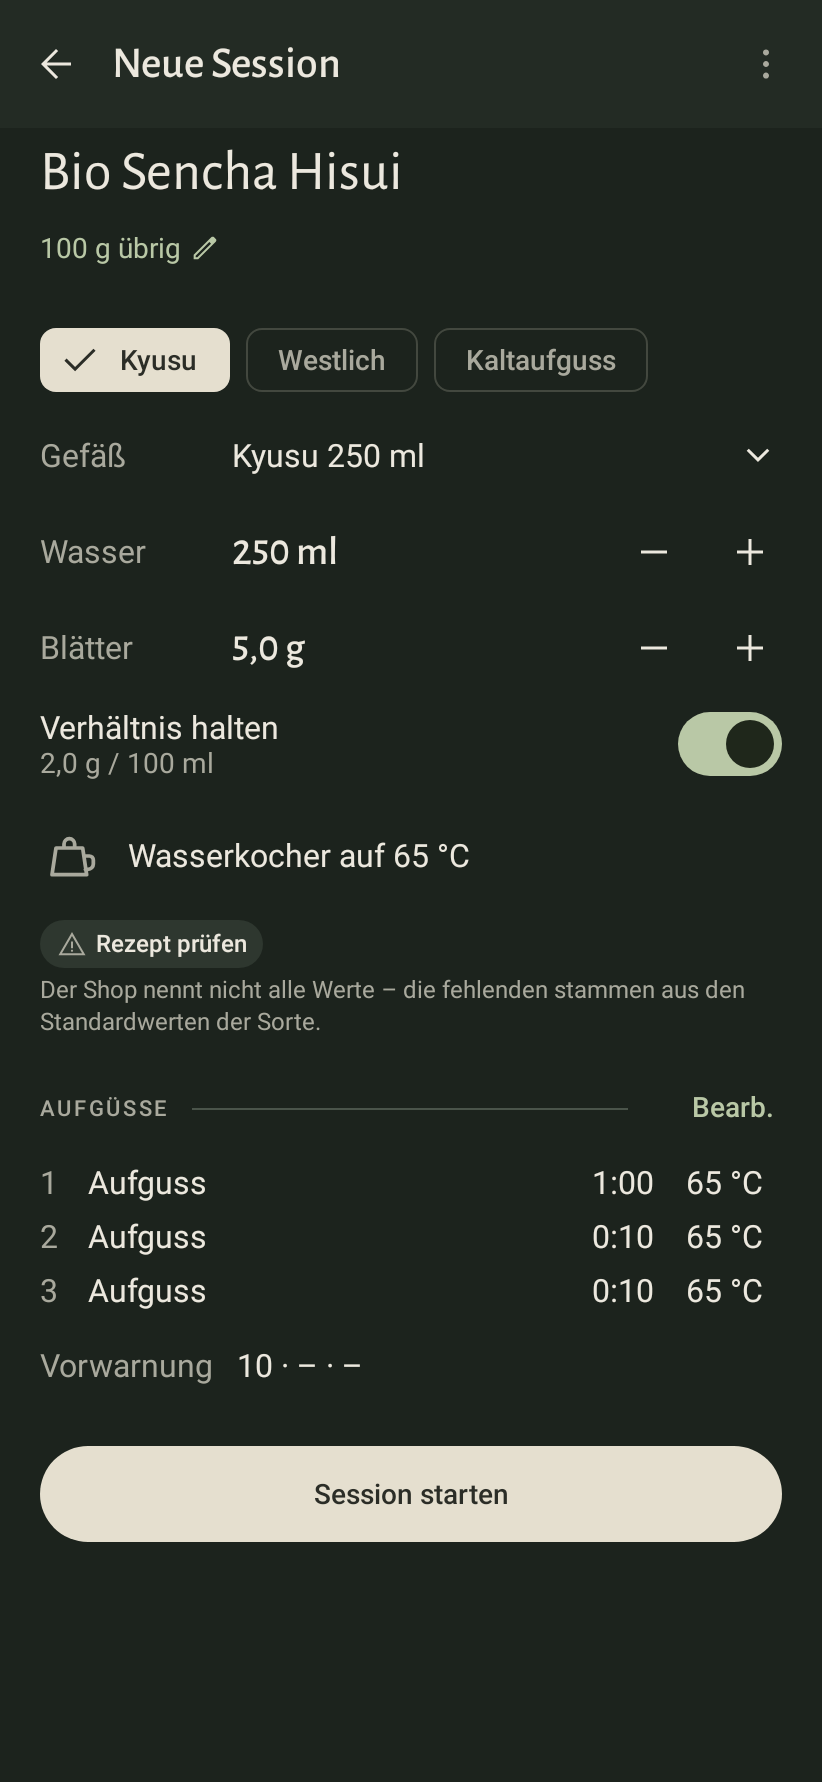 Neue Session
Bio Sencha Hisui
100 g übrig
Kyusu
Westlich
Kaltaufguss
Gefäß Kyusu 250 ml
Wasser 250 ml
Blätter 5,0 g
Verhältnis halten
2,0 g / 100 ml
Wasserkocher auf 65 °C
Rezept prüfen
Der Shop nennt nicht alle Werte – die fehlenden stammen aus den
Standardwerten der Sorte.
AUFGÜSSE Bearb.
1 Aufguss 1:00 65 °C
2 Aufguss 0:10 65 °C
3 Aufguss 0:10 65 °C
Vorwarnung 10 · – · –
Session starten